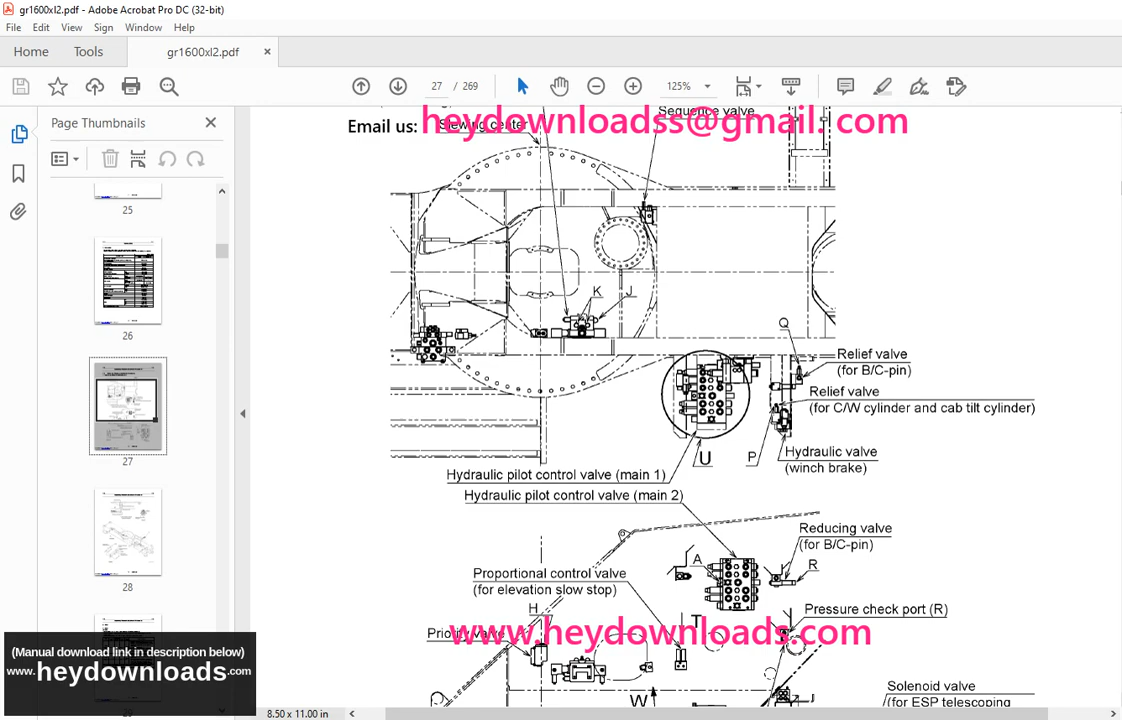 gr1600xl2.pdf - Adobe Acrobat Pro DC (32-bit)
File Edit View Sign Window Help
Home Tools gr1600xl2.pdf ×
27 / 269 125%
Page Thumbnails
25
26
27
28
Sequence valve
Slewing center
Email us: heydownloadss@gmail. com
K J
Q
Relief valve
(for B/C-pin)
Relief valve
(for C/W cylinder and cab tilt cylinder)
U P
Hydraulic valve
(winch brake)
Hydraulic pilot control valve (main 1)
Hydraulic pilot control valve (main 2)
Reducing valve
(for B/C-pin)
A R
Proportional control valve
(for elevation slow stop)
H
Pressure check port (R)
T
Priority valve
www.heydownloads.com
W
Solenoid valve
(for ESP telescoping
(Manual download link in description below)
www.heydownloads.com
8.50 x 11.00 in